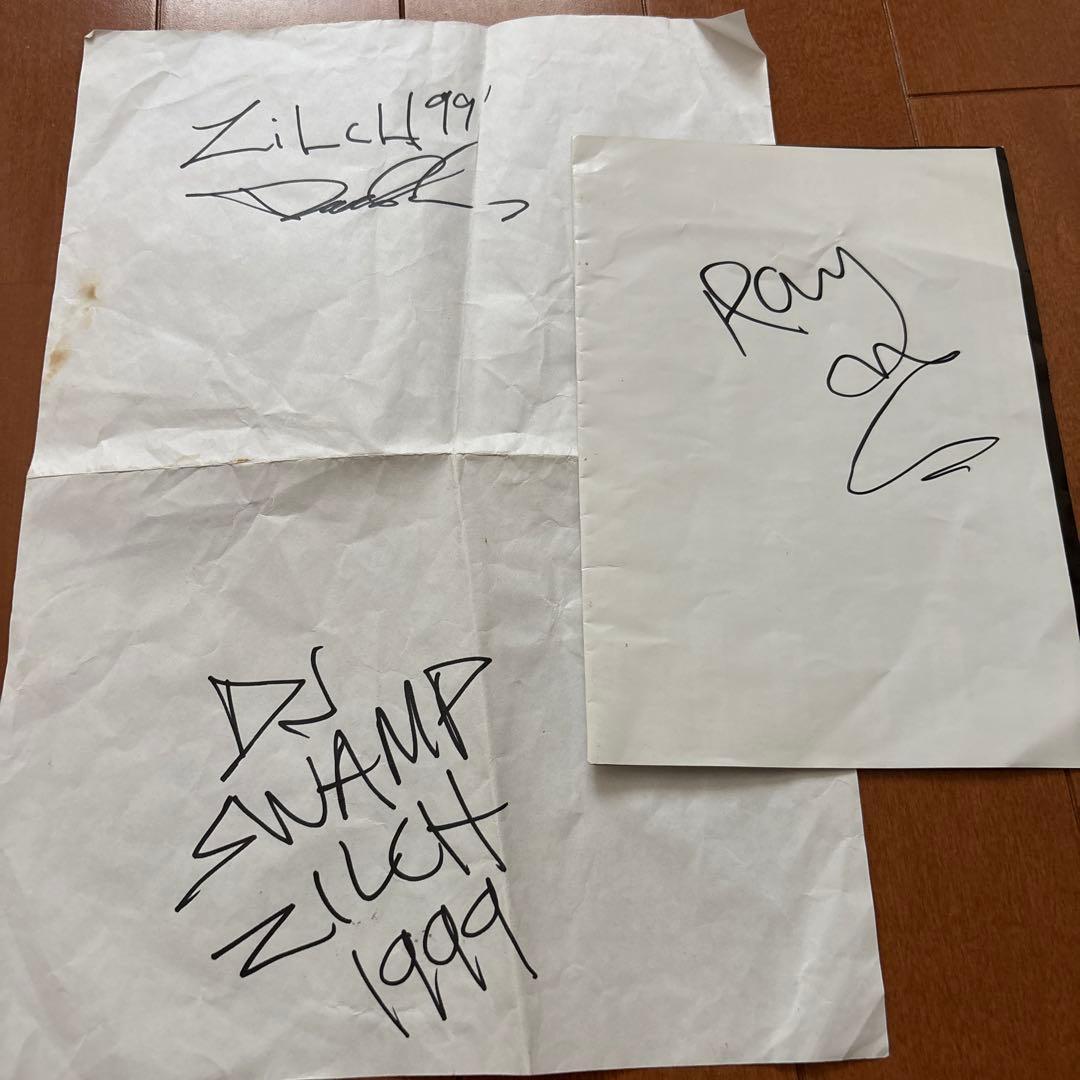 ZiLcH 99'
Ray
DJ
SWAMP
ZILCH
1999